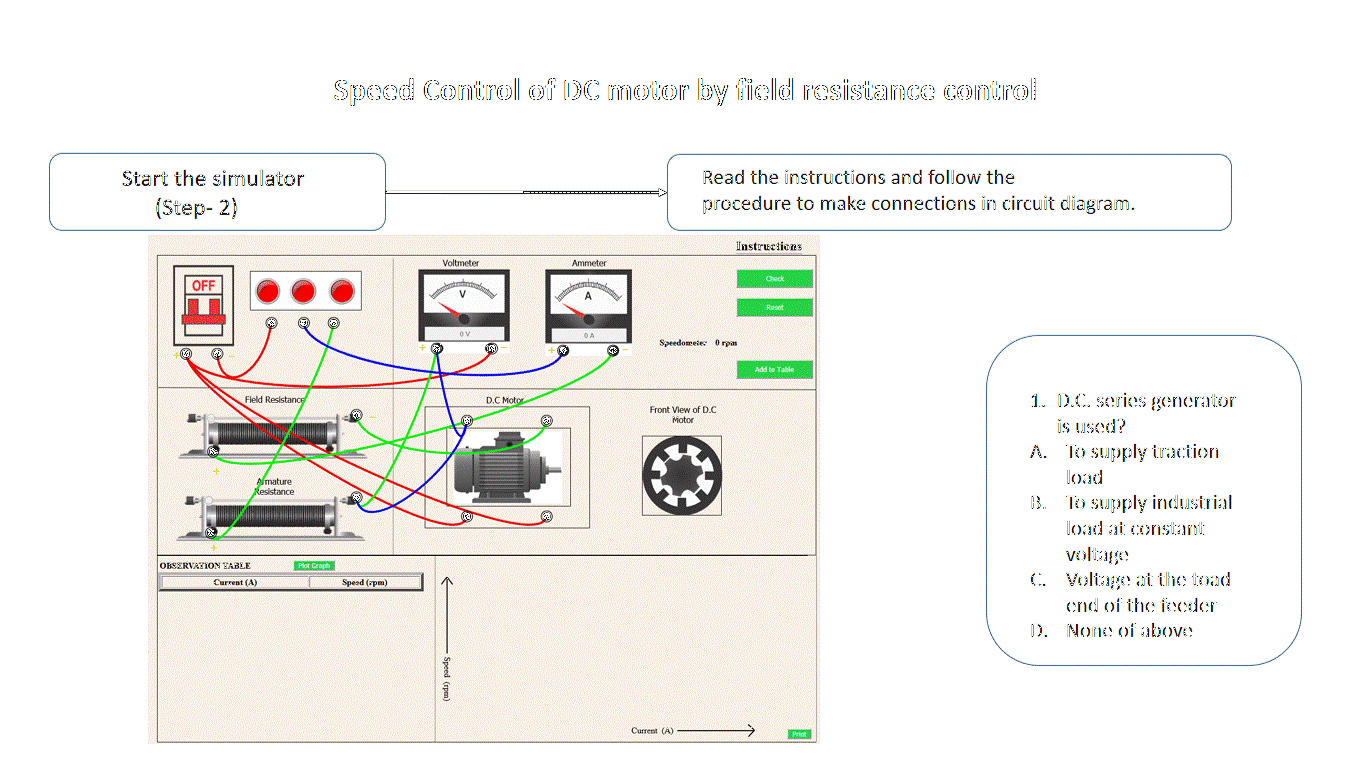 Speed Control of DC motor by field resistance control
Start the simulator
(Step- 2)
Read the instructions and follow the
procedure to make connections in circuit diagram.
Instructions
OFF
Voltmeter
V
0 V
+ -
Ammeter
A
0 A
+ -
Check
Reset
Speedometer 0 rpm
Add to Table
+ -
Field Resistance
-
+
Armature
Resistance
+
D.C Motor
Front View of D.C
Motor
OBSERVATION TABLE
Plot Graph
Current (A) Speed (rpm)
Speed (rpm)
Current (A)
Print
1. D.C. series generator
is used?
A. To supply traction
load
B. To supply industrial
load at constant
voltage
C. Voltage at the toad
end of the feeder
D. None of above